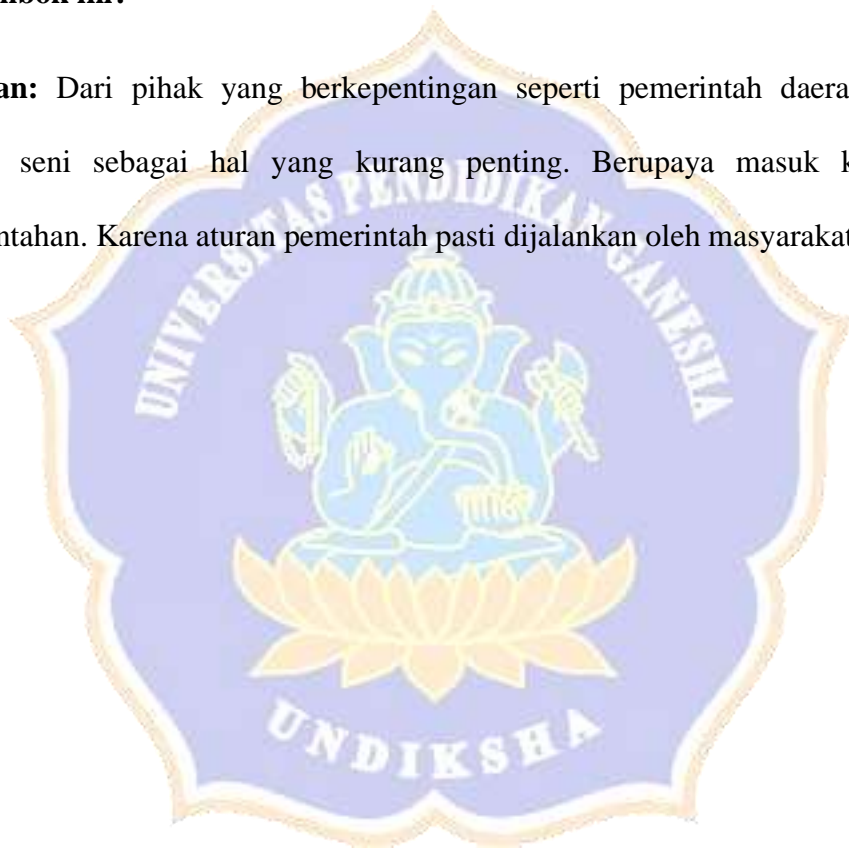 an: Dari pihak yang berkepentingan seperti pemerintah daera
seni sebagai hal yang kurang penting. Berupaya masuk k
ntahan. Karena aturan pemerintah pasti dijalankan oleh masyarakat
UNIVERSITAS PENDIDIKAN GANESHA
UNDIKSHA